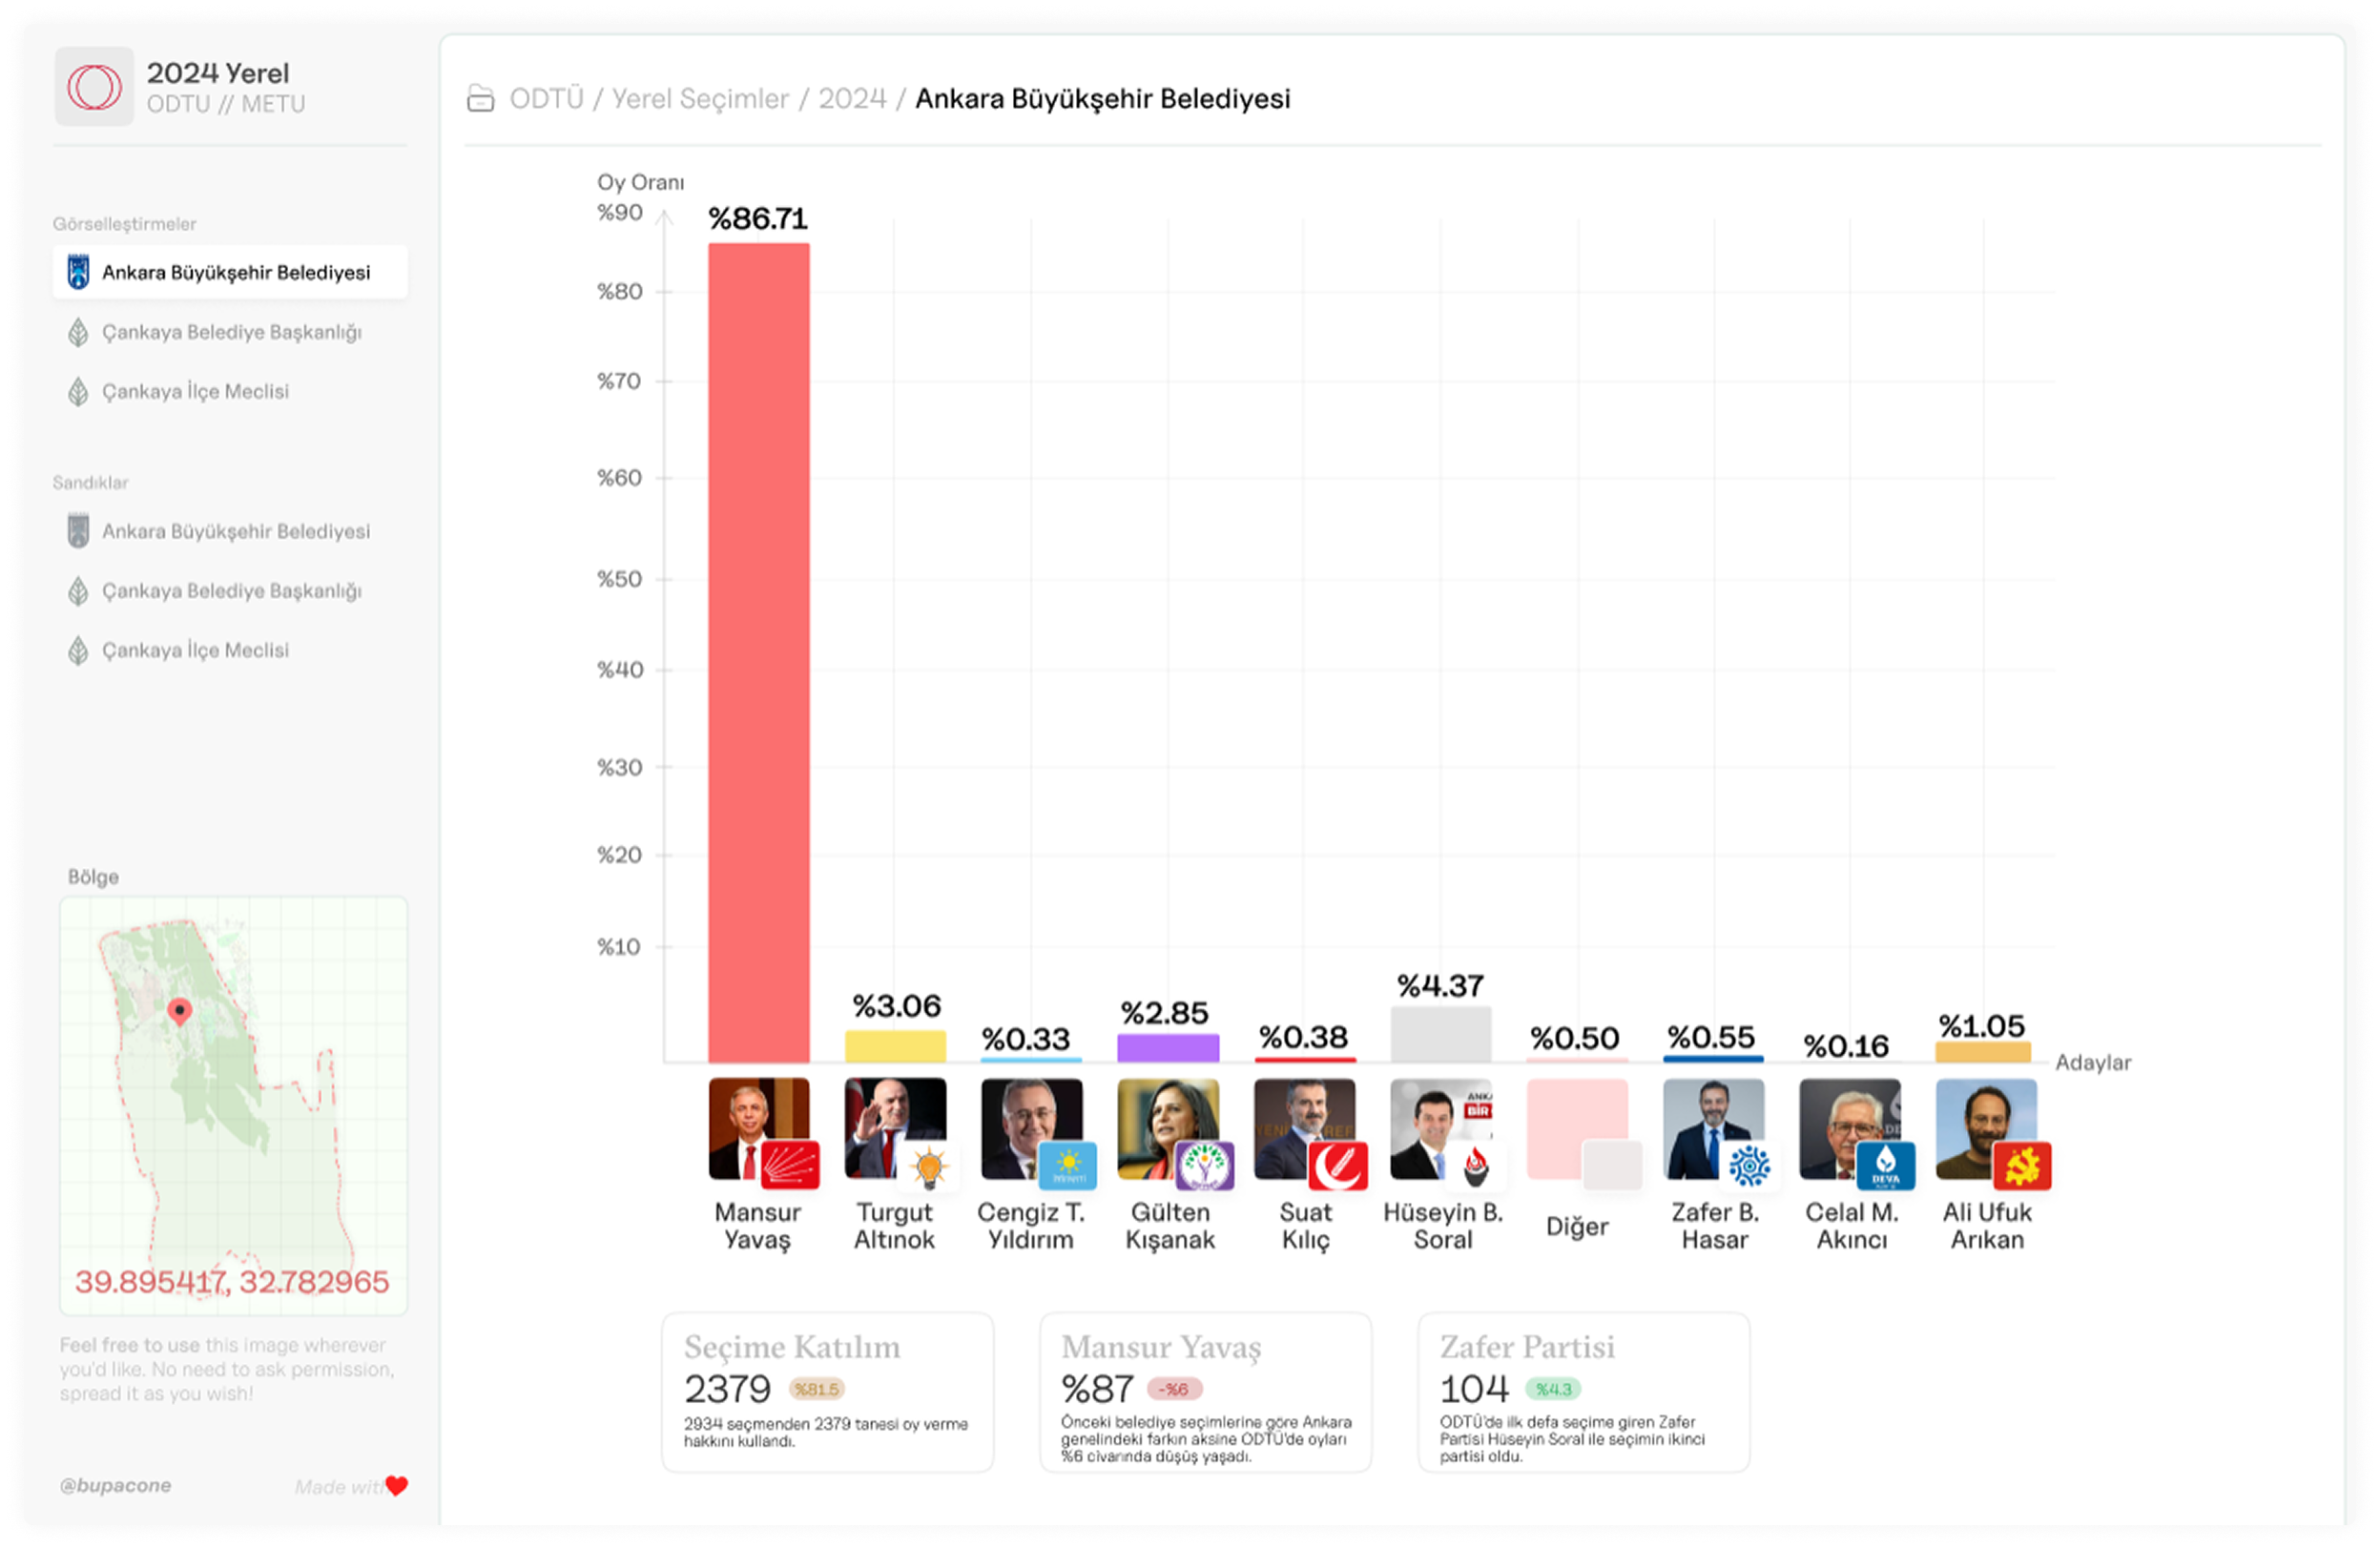 2024 Yerel
ODTU // METU
Görselleştirmeler
Ankara Büyükşehir Belediyesi
Çankaya Belediye Başkanlığı
Çankaya İlçe Meclisi
Sandıklar
Ankara Büyükşehir Belediyesi
Çankaya Belediye Başkanlığı
Çankaya İlçe Meclisi
Bölge
39.895417, 32.782965
Feel free to use this image wherever
you'd like. No need to ask permission,
spread it as you wish!
@bupacone
Made with
ODTÜ / Yerel Seçimler / 2024 / Ankara Büyükşehir Belediyesi
Oy Oranı
%90
%80
%70
%60
%50
%40
%30
%20
%10
%86.71
%3.06
%0.33
%2.85
%0.38
%4.37
%0.50
%0.55
%0.16
%1.05
Adaylar
BİR
DEVA
Mansur
Yavaş
Turgut
Altınok
Cengiz T.
Yıldırım
Gülten
Kışanak
Suat
Kılıç
Hüseyin B.
Soral
Diğer
Zafer B.
Hasar
Celal M.
Akıncı
Ali Ufuk
Arıkan
Seçime Katılım
2379 %81.5
2934 seçmenden 2379 tanesi oy verme
hakkını kullandı.
Mansur Yavaş
%87 -%6
Önceki belediye seçimlerine göre Ankara
genelindeki farkın aksine ODTÜ'de oyları
%6 civarında düşüş yaşadı.
Zafer Partisi
104 %4.3
ODTÜ'de ilk defa seçime giren Zafer
Partisi Hüseyin Soral ile seçimin ikinci
partisi oldu.